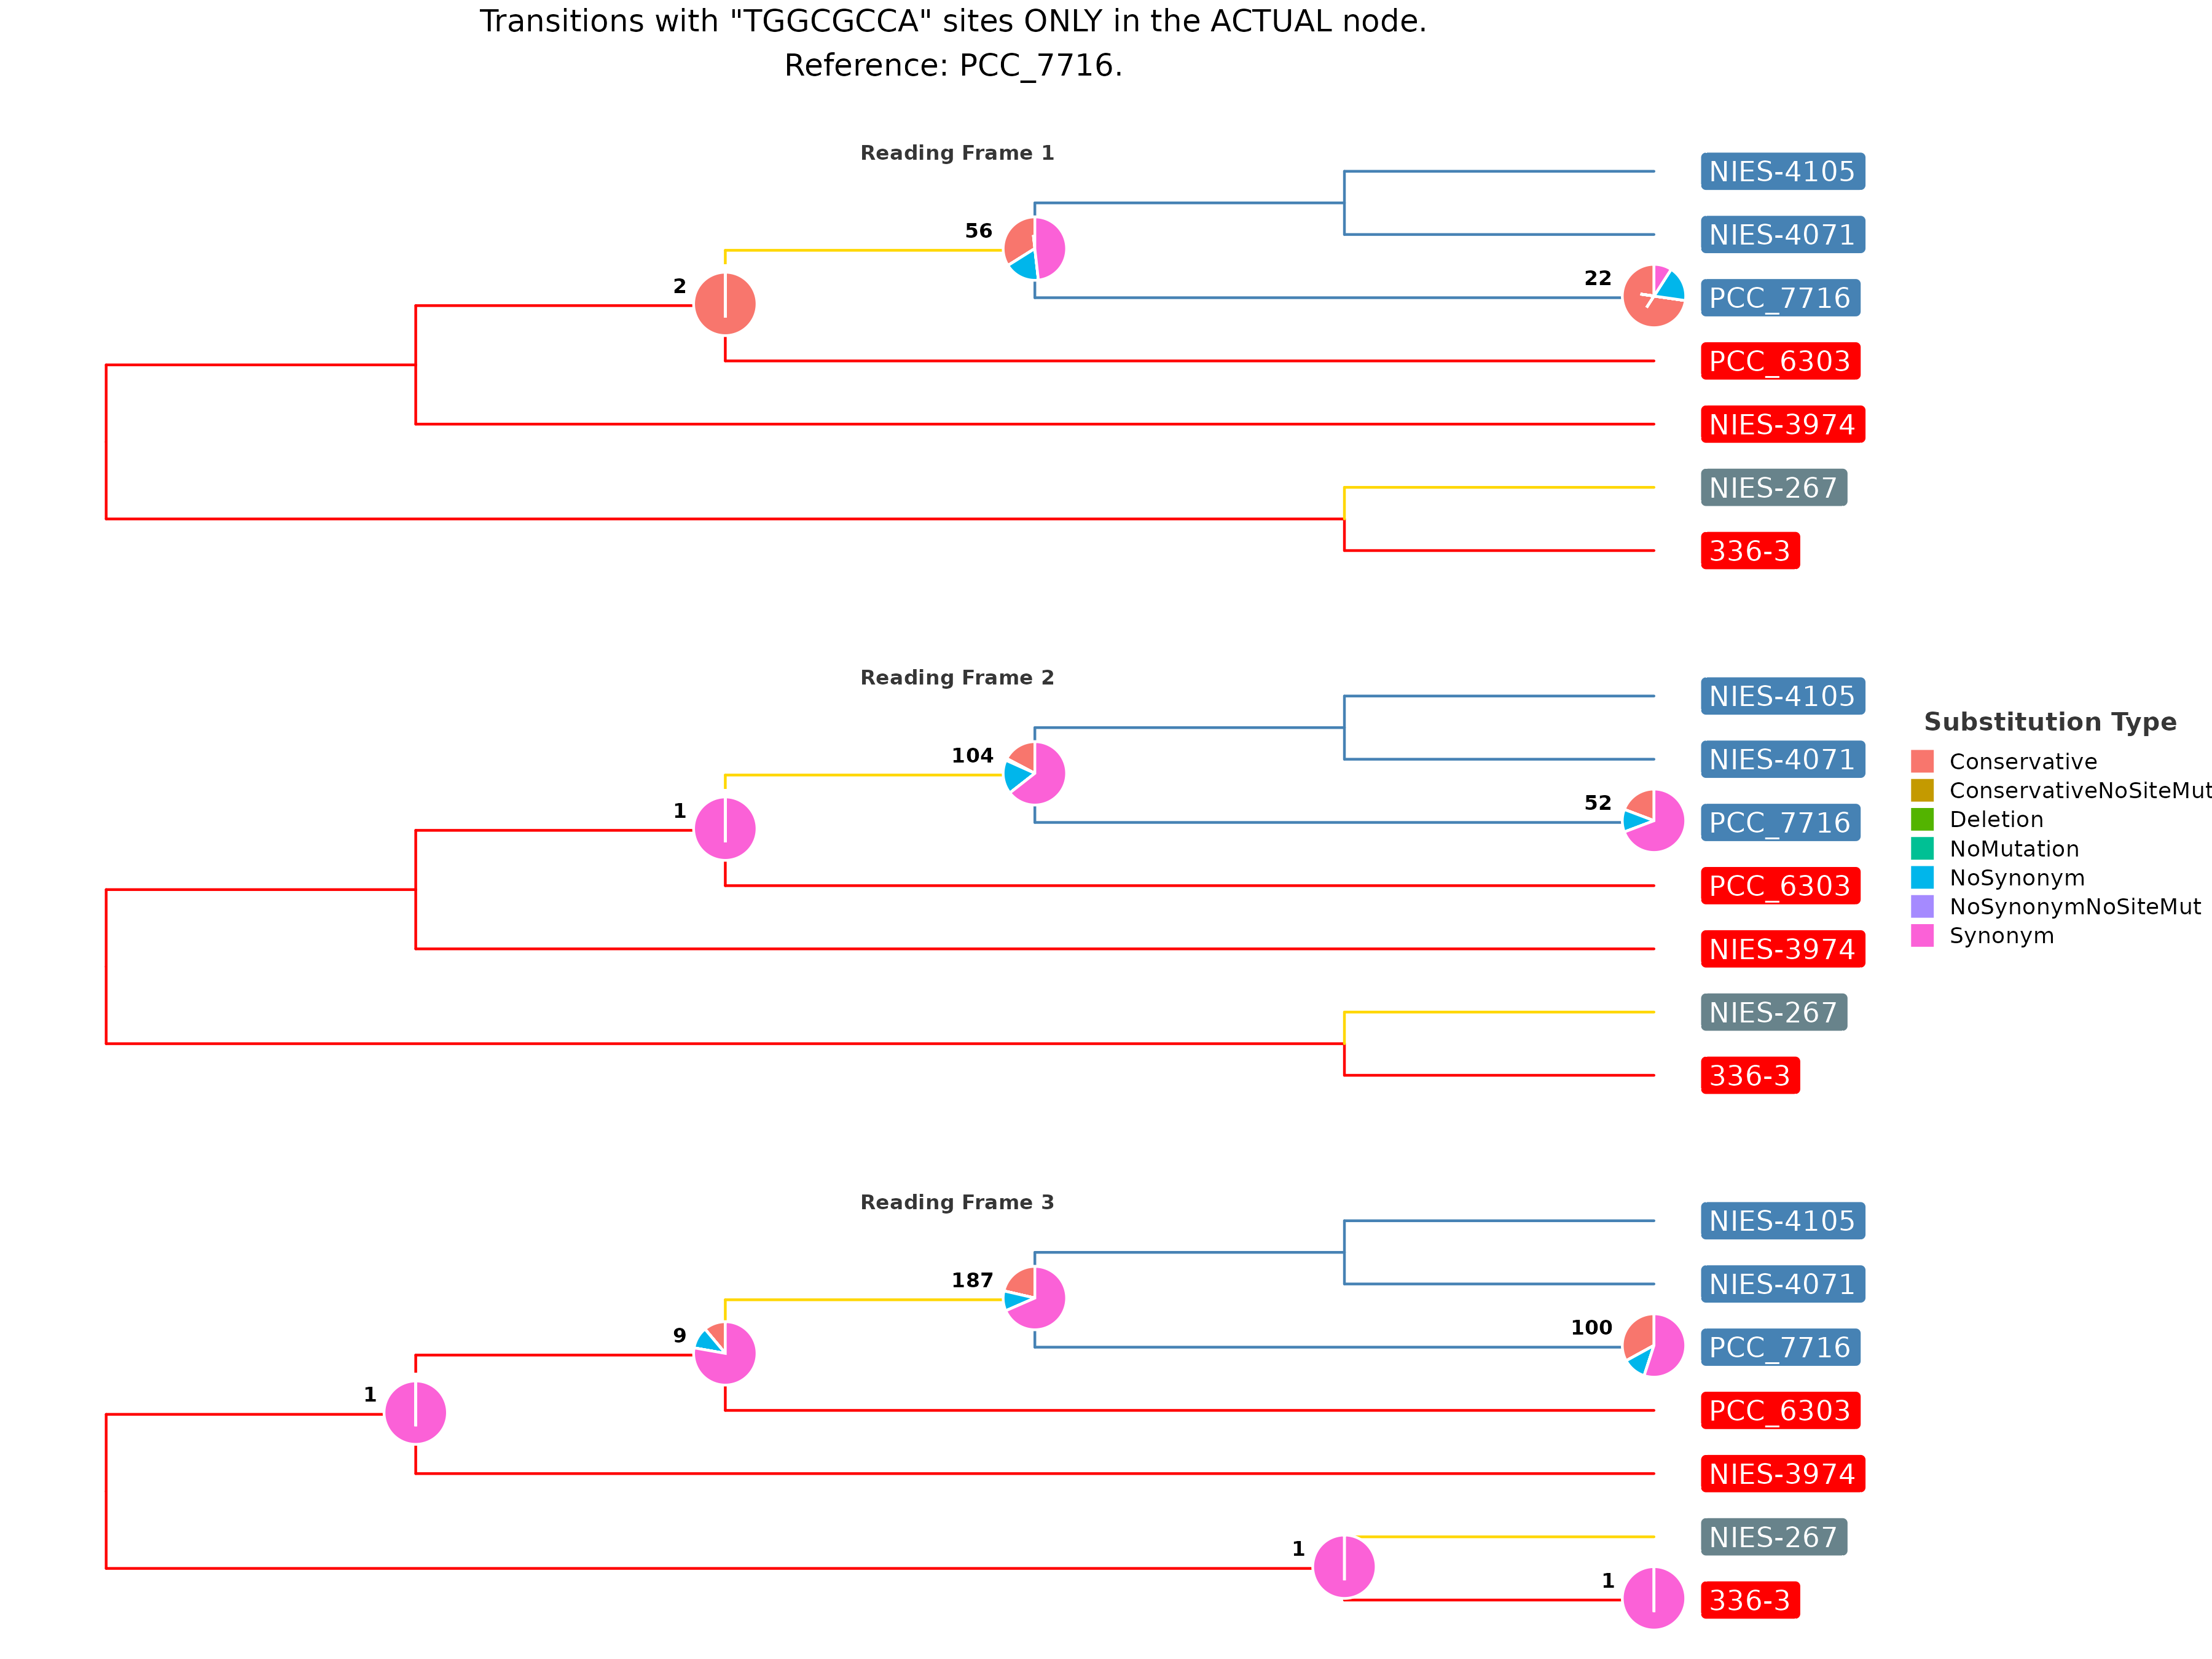 Transitions with "TGGCGCCA" sites ONLY in the ACTUAL node.
Reference: PCC_7716.
Reading Frame 1
NIES-4105
56
NIES-4071
22
PCC_7716
2
PCC_6303
NIES-3974
NIES-267
336-3
Reading Frame 2
NIES-4105
104
NIES-4071
52
PCC_7716
1
PCC_6303
NIES-3974
NIES-267
336-3
Substitution Type
Conservative
ConservativeNoSiteMut
Deletion
NoMutation
NoSynonym
NoSynonymNoSiteMut
Synonym
Reading Frame 3
NIES-4105
187
NIES-4071
100
PCC_7716
9
1
PCC_6303
NIES-3974
NIES-267
1
1
336-3